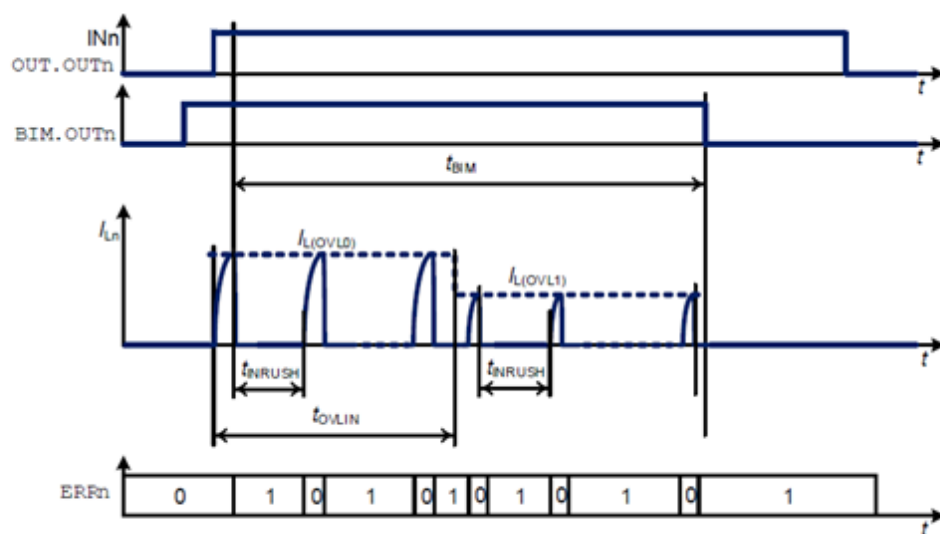 INn
OUT.OUTn
t
BIM.OUTn
t
tBIM
ILn
IL(OVL0)
IL(OVL1)
tINRUSH
tINRUSH
t
tOVLIN
ERRn
0 1 0 1 0 1 0 1 0 1 0 1
t